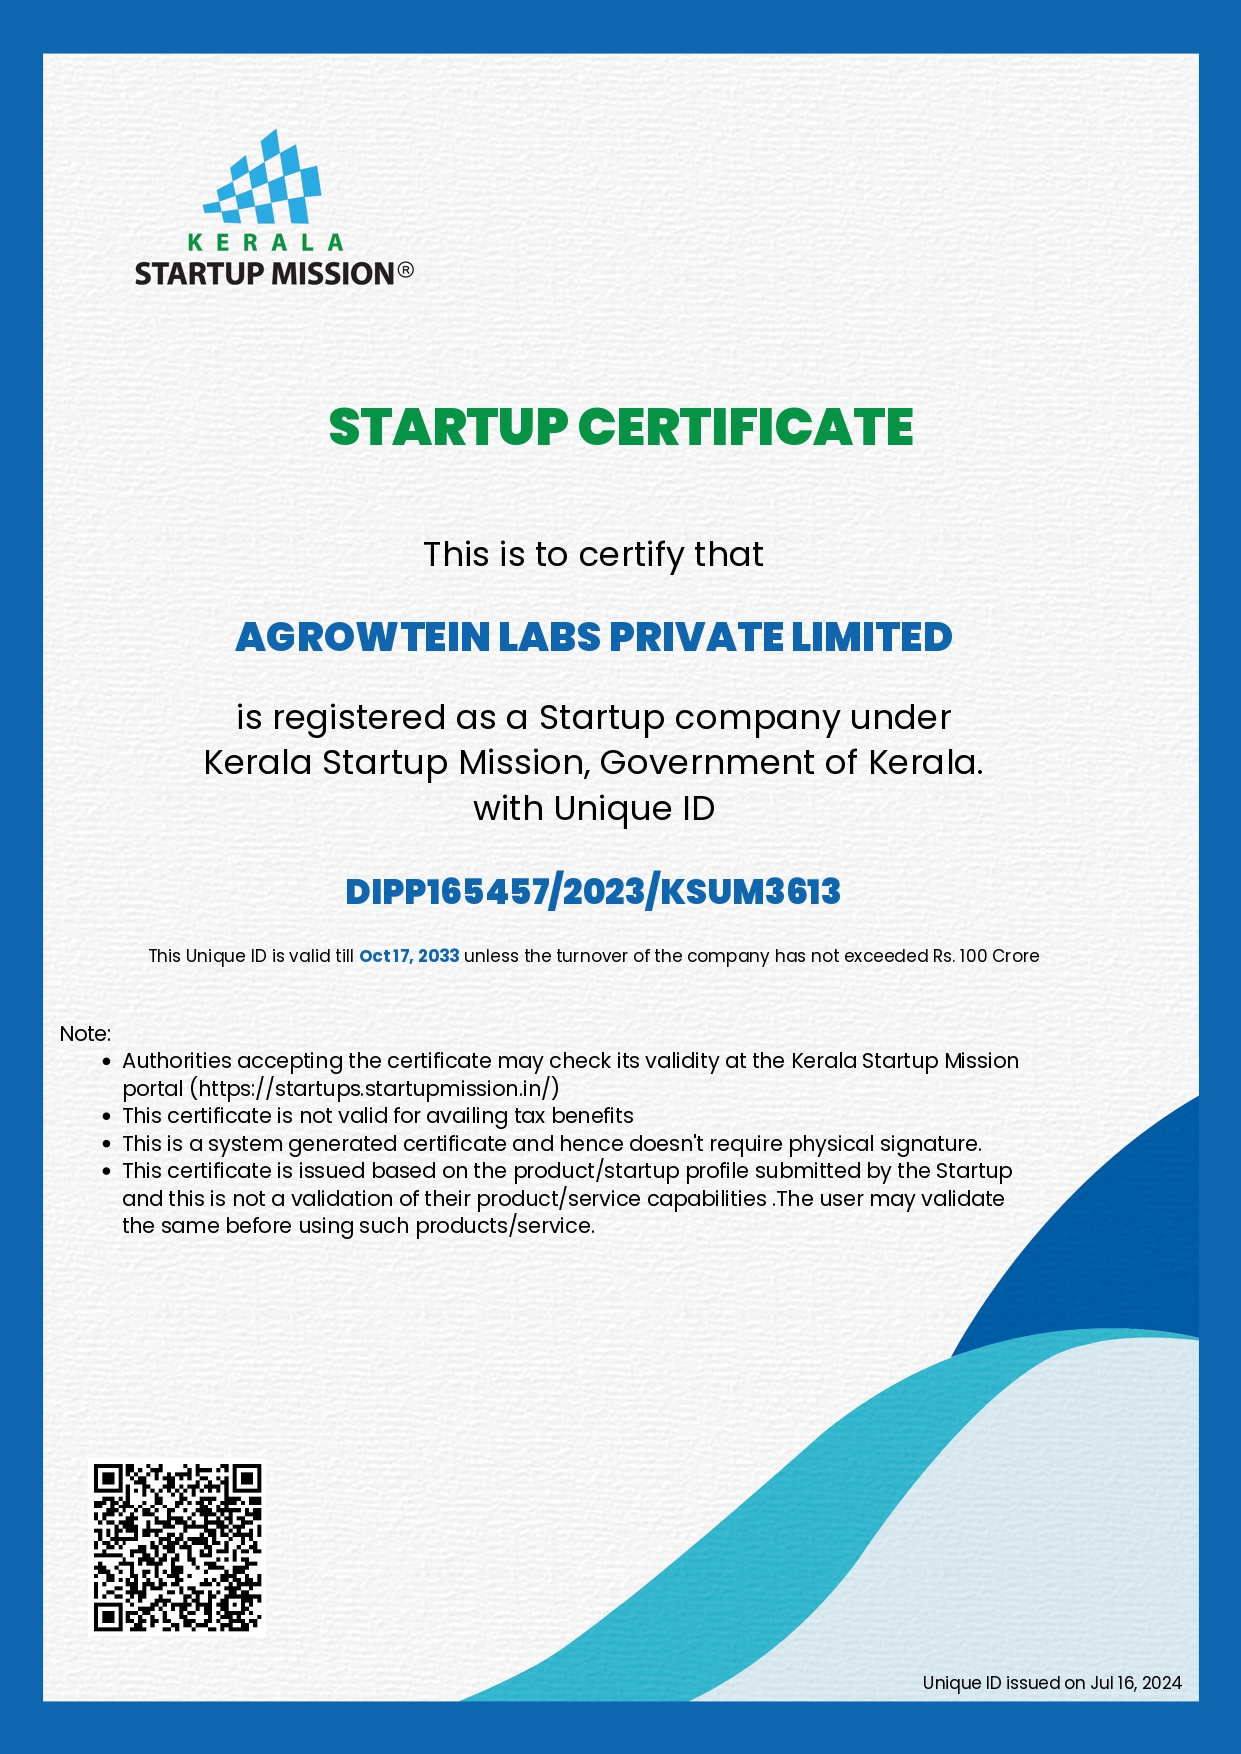 KERALA
STARTUP MISSION®
STARTUP CERTIFICATE
This is to certify that
AGROWTEIN LABS PRIVATE LIMITED
is registered as a Startup company under
Kerala Startup Mission, Government of Kerala.
with Unique ID
DIPP165457/2023/KSUM3613
This Unique ID is valid till Oct 17, 2033 unless the turnover of the company has not exceeded Rs. 100 Crore
Note:
• Authorities accepting the certificate may check its validity at the Kerala Startup Mission
portal (https://startups.startupmission.in/)
• This certificate is not valid for availing tax benefits
• This is a system generated certificate and hence doesn't require physical signature.
• This certificate is issued based on the product/startup profile submitted by the Startup
and this is not a validation of their product/service capabilities .The user may validate
the same before using such products/service.
Unique ID issued on Jul 16, 2024